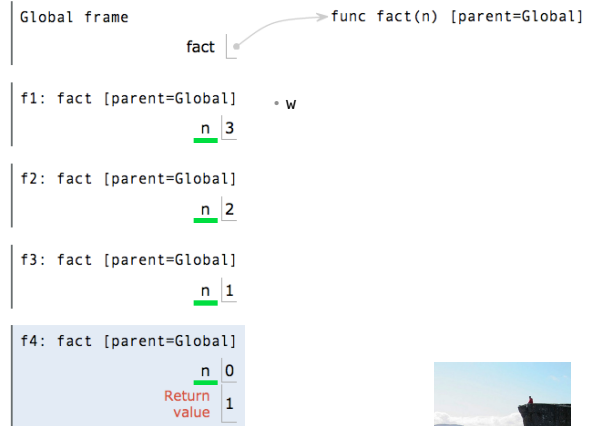 Global frame
fact
func fact(n) [parent=Global]
f1: fact [parent=Global]
n 3
• w
f2: fact [parent=Global]
n 2
f3: fact [parent=Global]
n 1
f4: fact [parent=Global]
n 0
Return
value 1